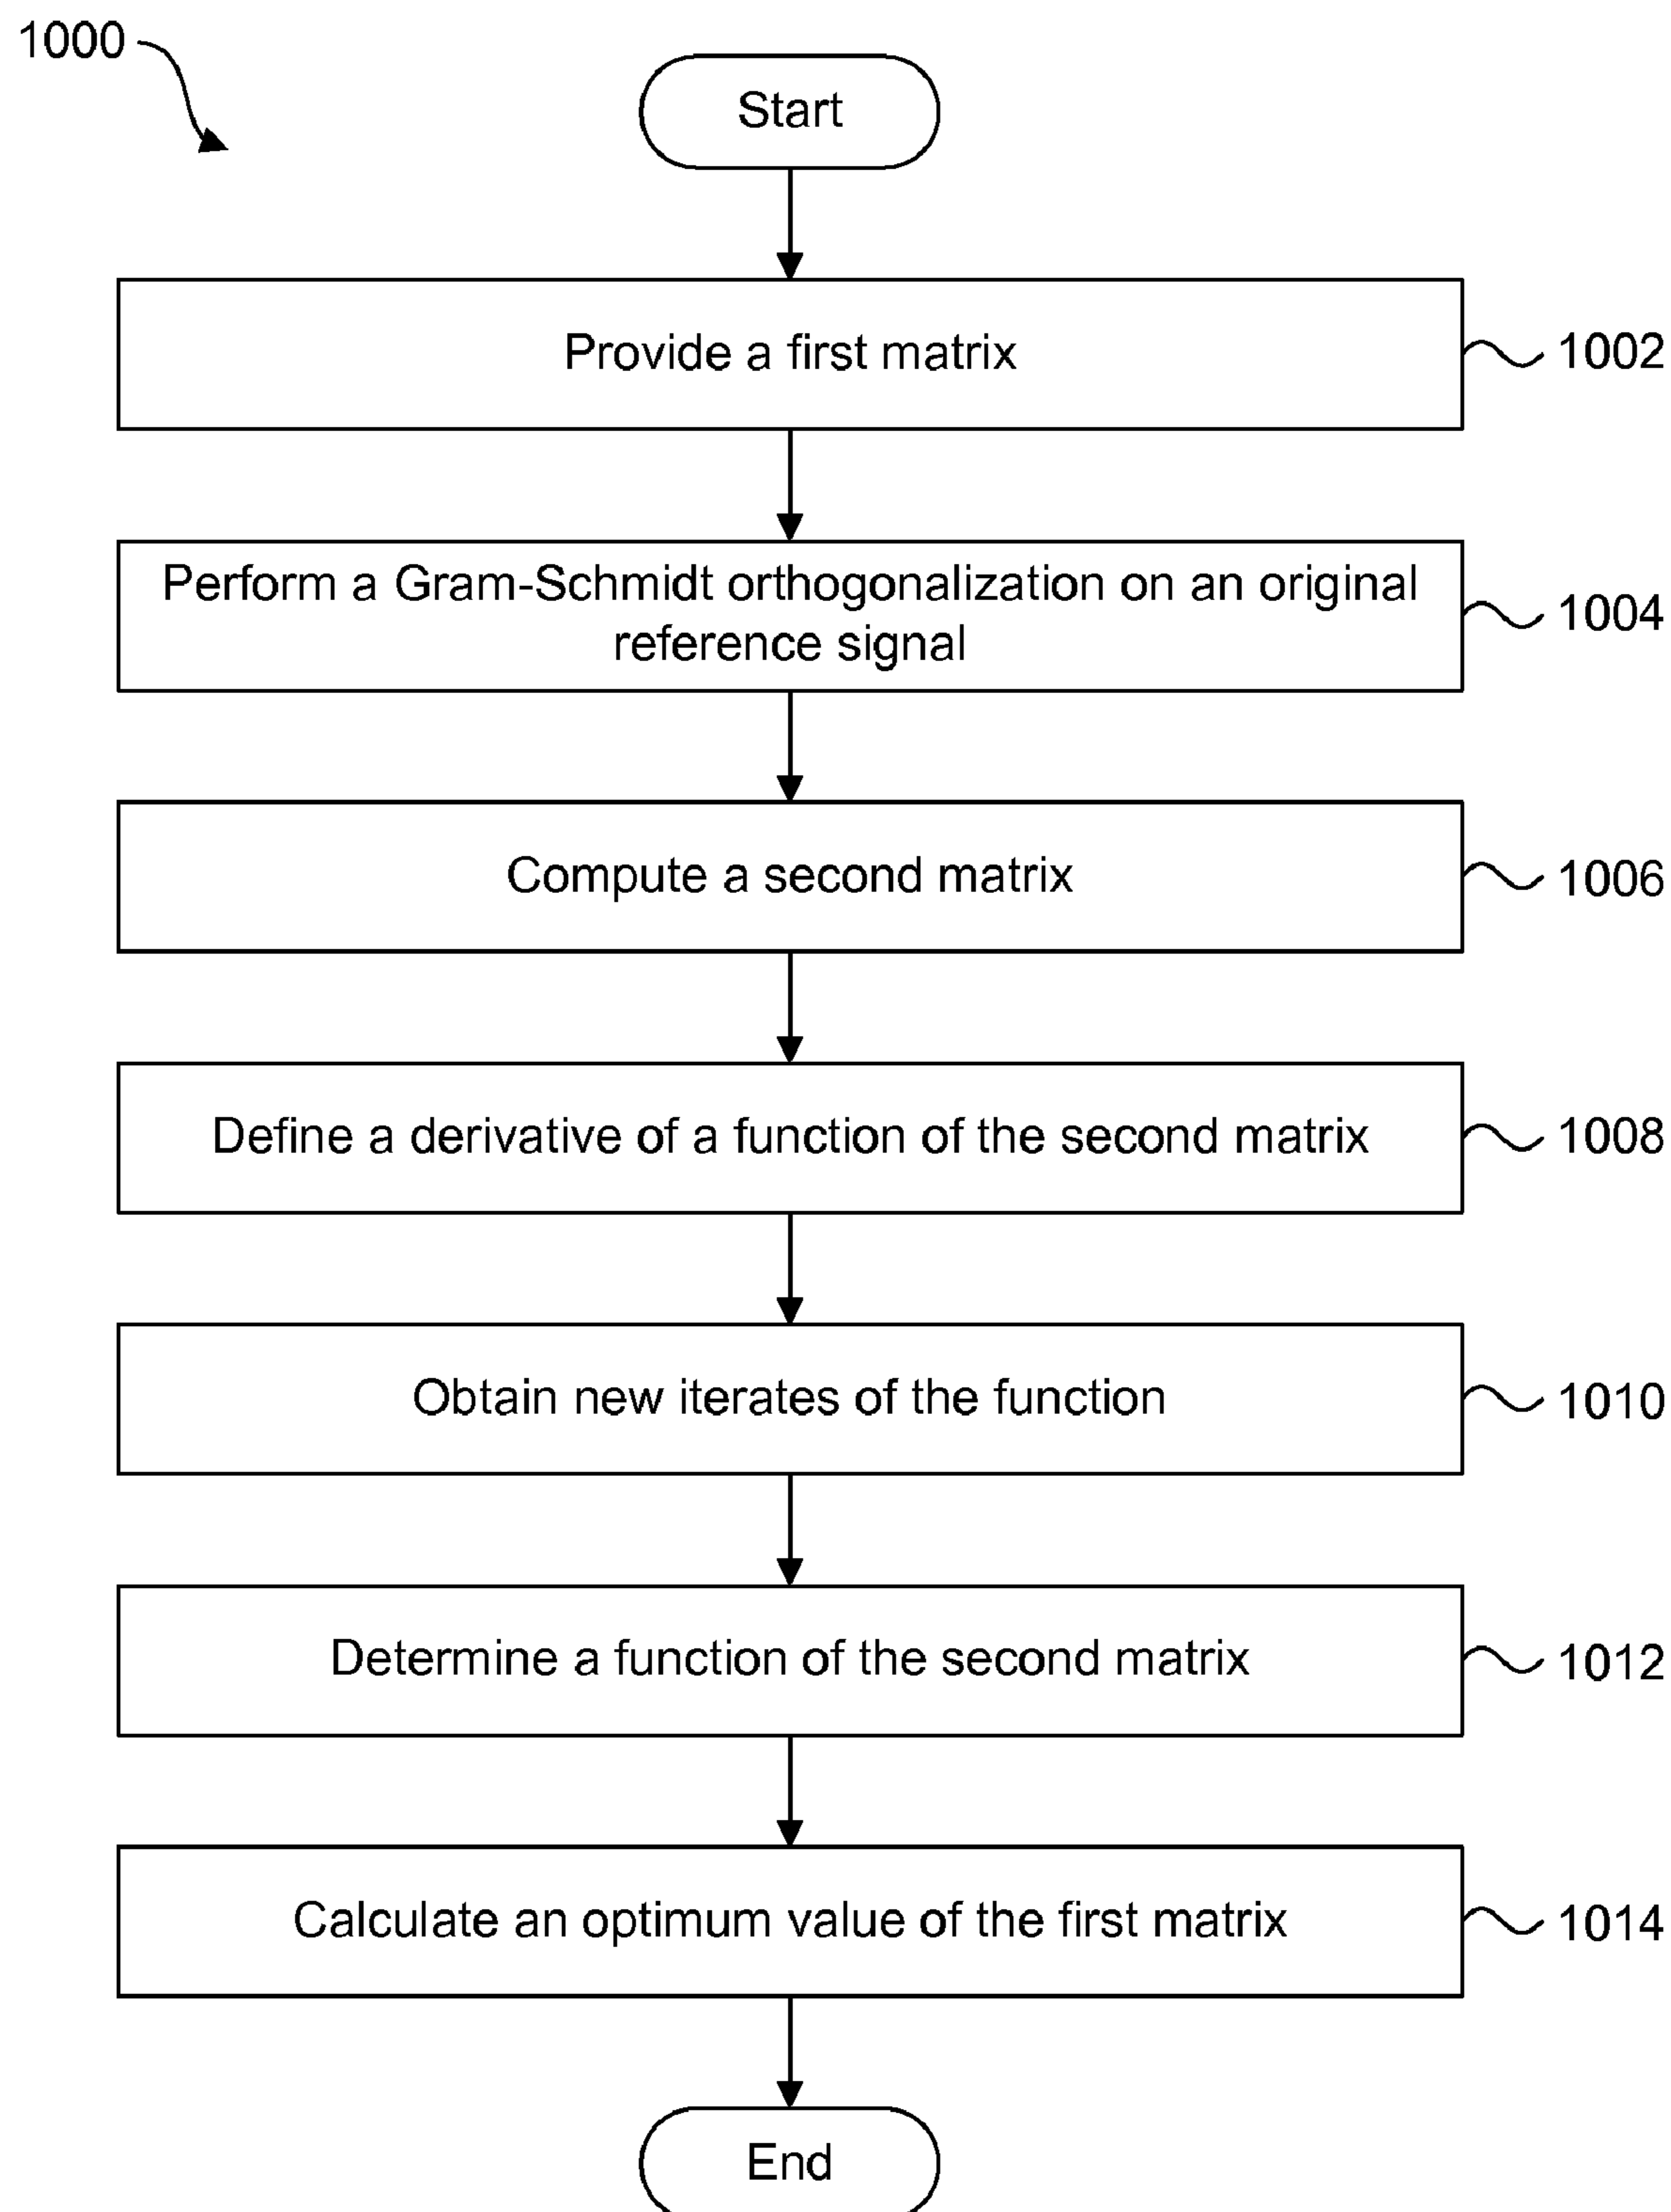 1000
Start
Provide a first matrix
1002
Perform a Gram-Schmidt orthogonalization on an original
reference signal
1004
Compute a second matrix
1006
Define a derivative of a function of the second matrix
1008
Obtain new iterates of the function
1010
Determine a function of the second matrix
1012
Calculate an optimum value of the first matrix
1014
End